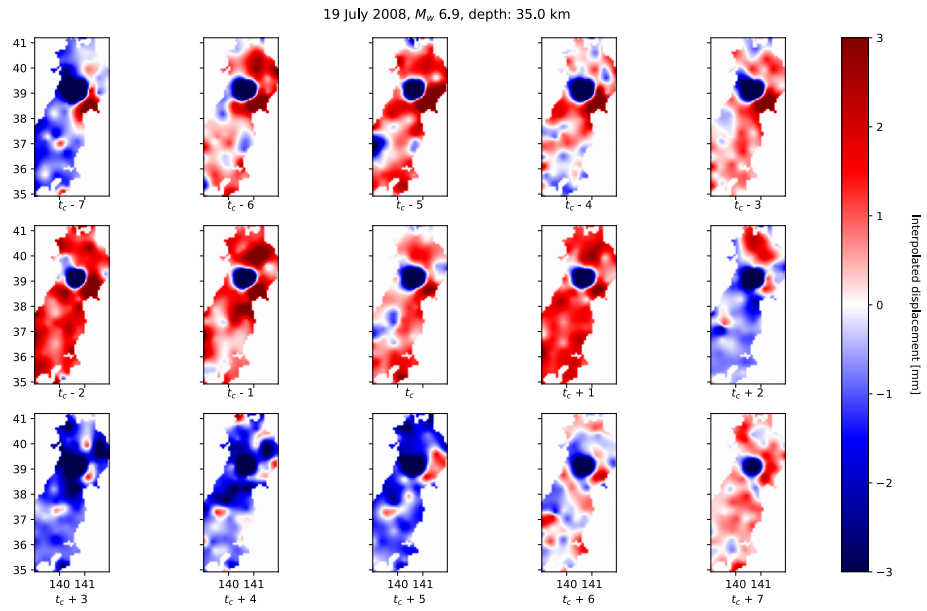 19 July 2008, M_w 6.9, depth: 35.0 km
41
40
39
38
37
36
35
t_c - 7
t_c - 6
t_c - 5
t_c - 4
t_c - 3
41
40
39
38
37
36
35
t_c - 2
t_c - 1
t_c
t_c + 1
t_c + 2
41
40
39
38
37
36
35
140 141
140 141
140 141
140 141
140 141
t_c + 3
t_c + 4
t_c + 5
t_c + 6
t_c + 7
3
2
1
0
−1
−2
−3
Interpolated displacement [mm]